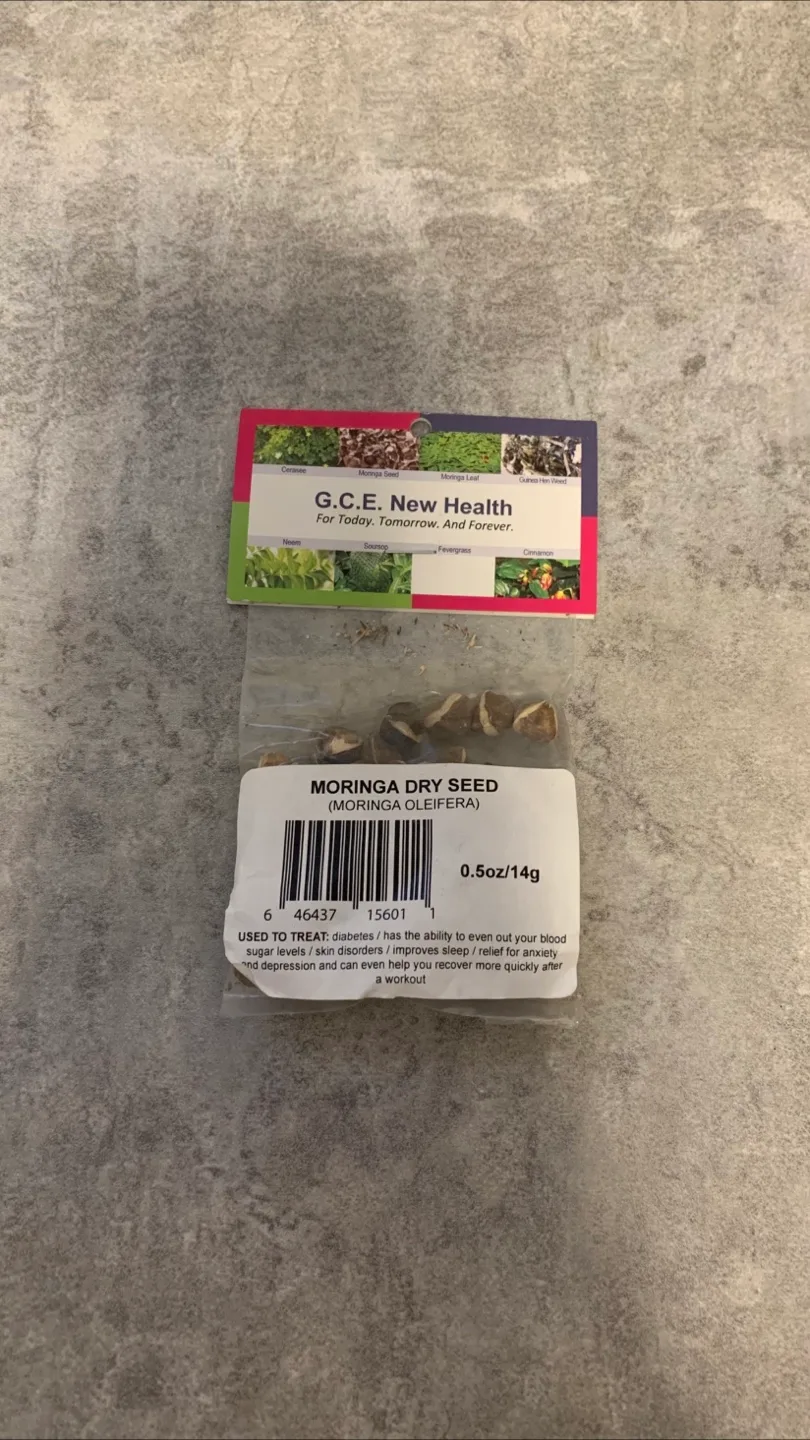 Cerasee Moringa Seed Moringa Leaf Guinea Hen Weed
G.C.E. New Health
For Today. Tomorrow. And Forever.
Neem Soursop Fevergrass Cinnamon
MORINGA DRY SEED
(MORINGA OLEIFERA)
0.5oz/14g
6 46437 15601 1
USED TO TREAT: diabetes / has the ability to even out your blood
sugar levels / skin disorders / improves sleep / relief for anxiety
and depression and can even help you recover more quickly after
a workout